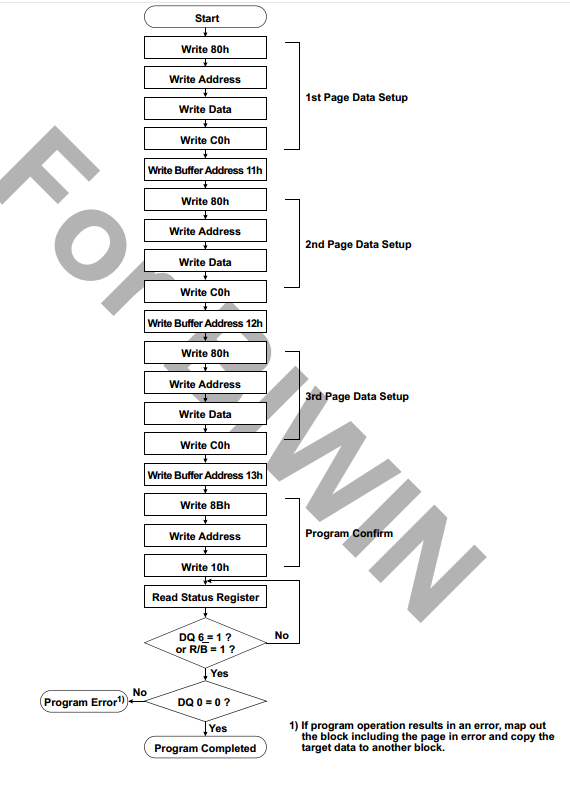 Start
Write 80h
Write Address
1st Page Data Setup
Write Data
Write C0h
Write Buffer Address 11h
Write 80h
Write Address
2nd Page Data Setup
Write Data
Write C0h
Write Buffer Address 12h
Write 80h
Write Address
3rd Page Data Setup
Write Data
Write C0h
Write Buffer Address 13h
Write 8Bh
Write Address
Program Confirm
Write 10h
Read Status Register
DQ 6 = 1 ?
or R/B = 1 ?
No
Yes
DQ 0 = 0 ?
No
Program Error1)
Yes
Program Completed
1) If program operation results in an error, map out
the block including the page in error and copy the
target data to another block.